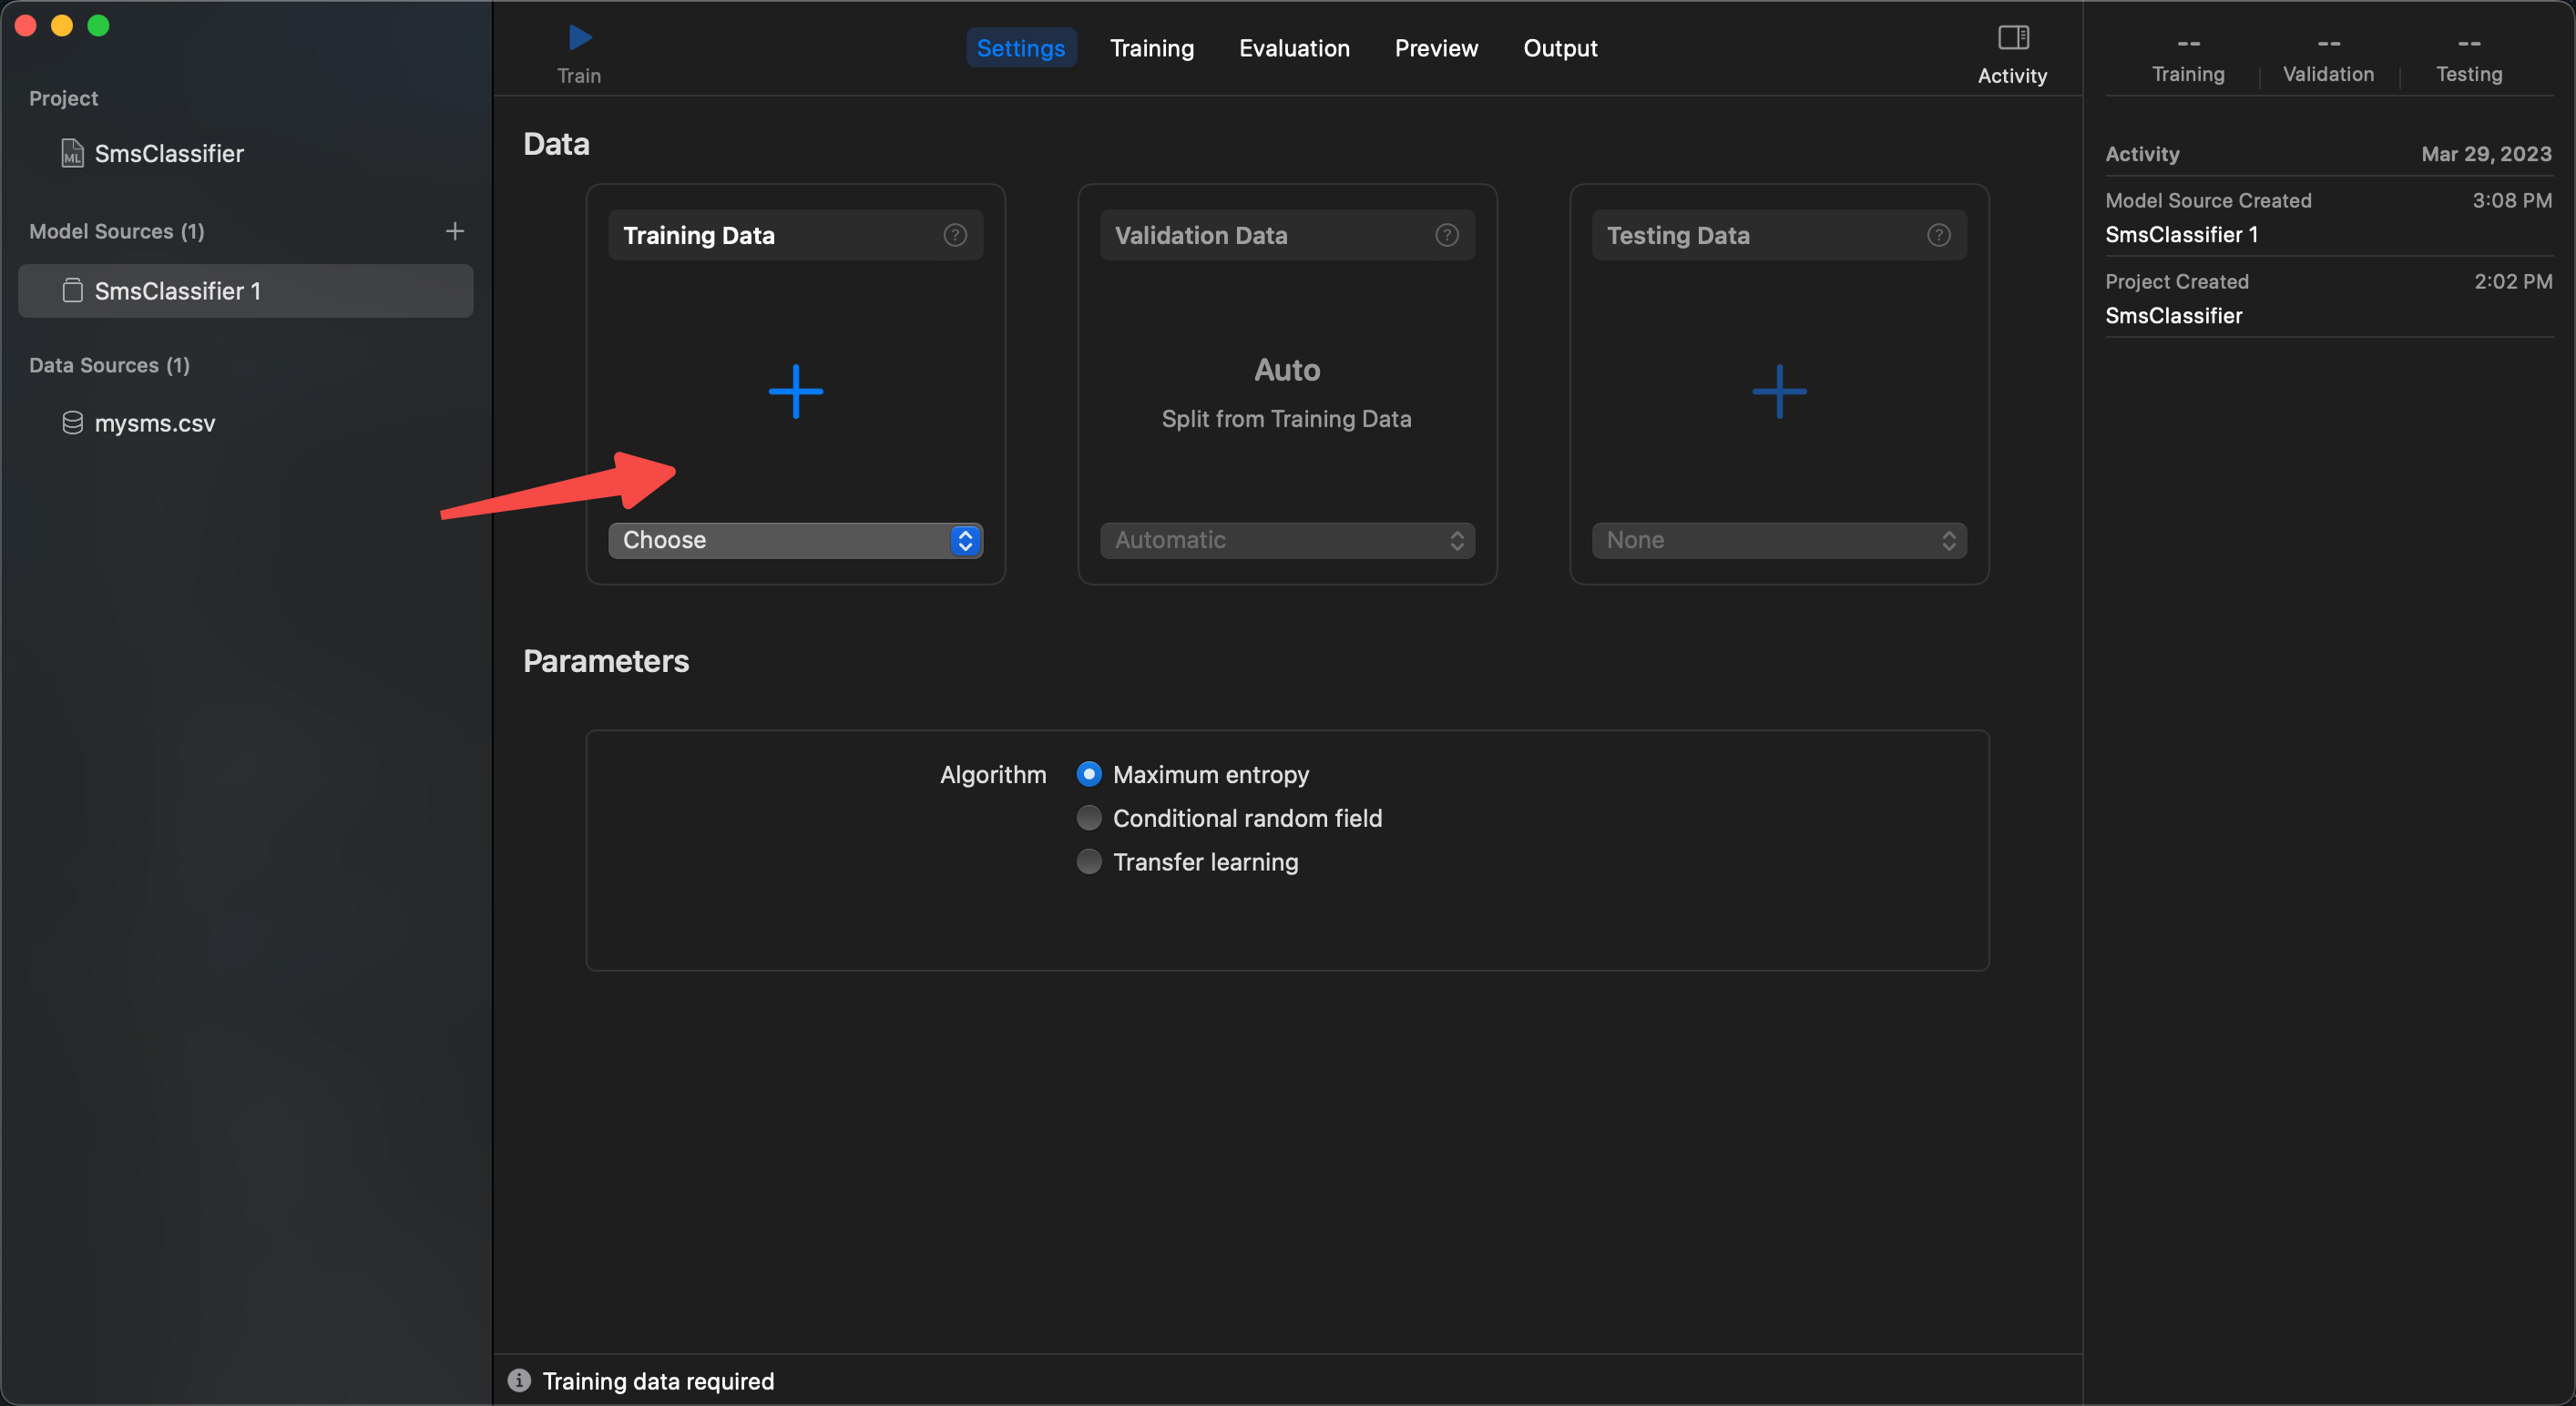 Project
SmsClassifier
Model Sources (1)
SmsClassifier 1
Data Sources (1)
mysms.csv
Train
Settings
Training
Evaluation
Preview
Output
Activity
Data
Training Data
Choose
Validation Data
Auto
Split from Training Data
Automatic
Testing Data
None
Parameters
Algorithm
Maximum entropy
Conditional random field
Transfer learning
Training data required
-- -- --
Training Validation Testing
Activity Mar 29, 2023
Model Source Created 3:08 PM
SmsClassifier 1
Project Created 2:02 PM
SmsClassifier